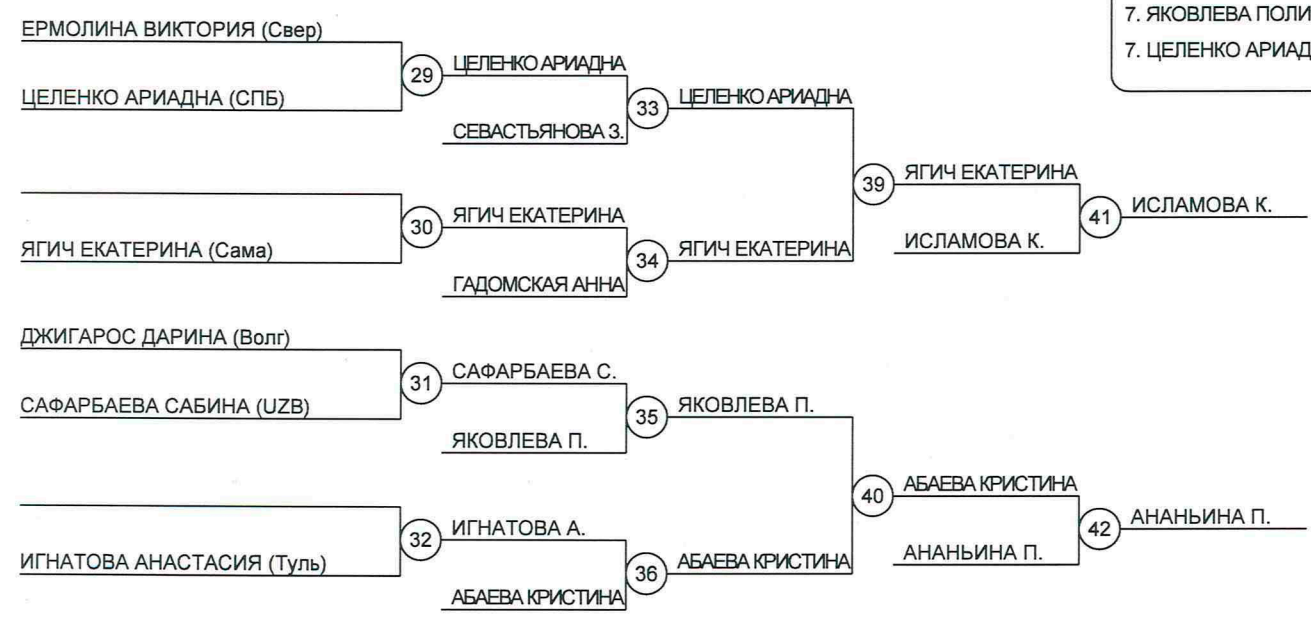 7. ЯКОВЛЕВА ПОЛИ
7. ЦЕЛЕНКО АРИАД
ЕРМОЛИНА ВИКТОРИЯ (Свер)
29
ЦЕЛЕНКО АРИАДНА
ЦЕЛЕНКО АРИАДНА (СПБ)
33
ЦЕЛЕНКО АРИАДНА
СЕВАСТЬЯНОВА З.
39
ЯГИЧ ЕКАТЕРИНА
30
ЯГИЧ ЕКАТЕРИНА
41
ИСЛАМОВА К.
ЯГИЧ ЕКАТЕРИНА (Сама)
34
ЯГИЧ ЕКАТЕРИНА
ИСЛАМОВА К.
ГАДОМСКАЯ АННА
ДЖИГАРОС ДАРИНА (Волг)
31
САФАРБАЕВА С.
САФАРБАЕВА САБИНА (UZB)
35
ЯКОВЛЕВА П.
ЯКОВЛЕВА П.
40
АБАЕВА КРИСТИНА
32
ИГНАТОВА А.
42
АНАНЬИНА П.
ИГНАТОВА АНАСТАСИЯ (Туль)
36
АБАЕВА КРИСТИНА
АНАНЬИНА П.
АБАЕВА КРИСТИНА